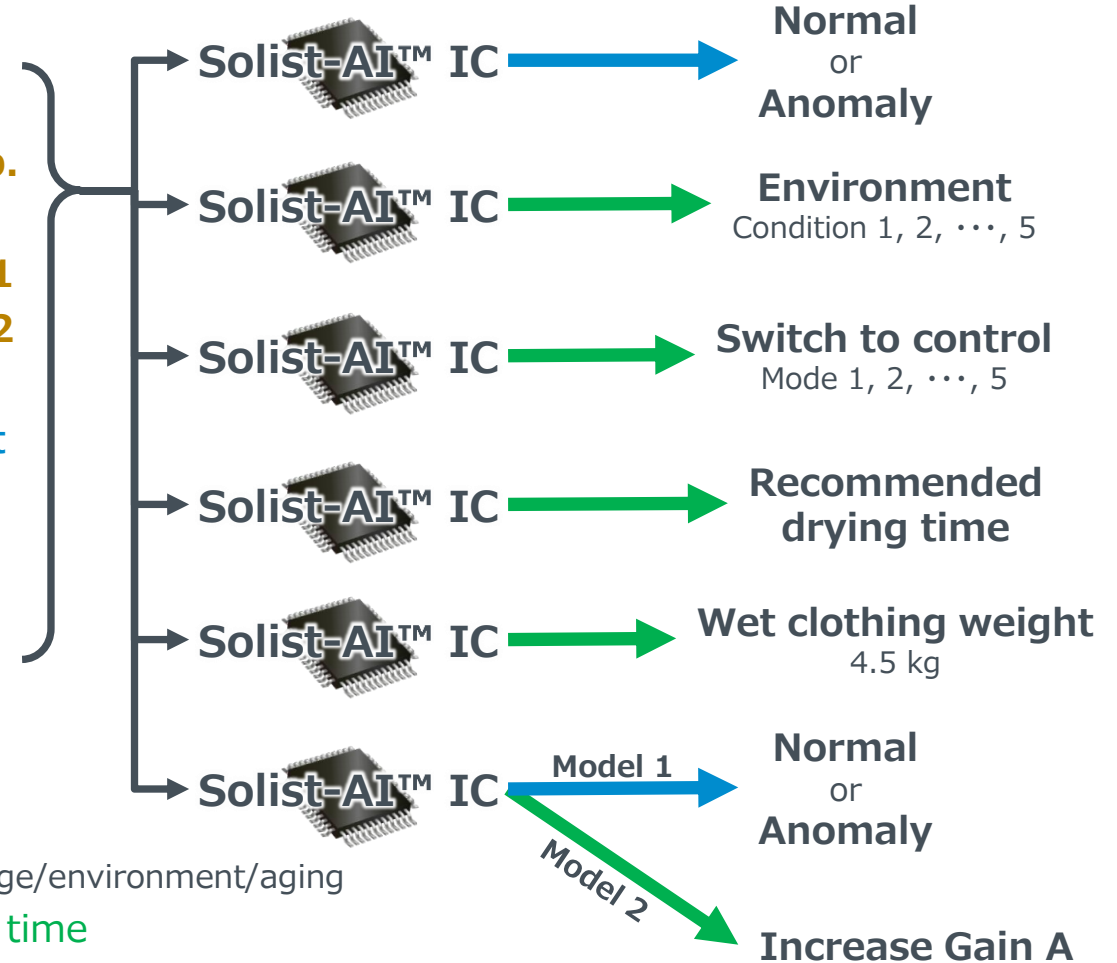 Solist-AI™ IC
Normal
or
Anomaly
Solist-AI™ IC
Environment
Condition 1, 2, ･･･, 5
1
2
Solist-AI™ IC
Switch to control
Mode 1, 2, ･･･, 5
t
Solist-AI™ IC
Recommended
drying time
Solist-AI™ IC
Wet clothing weight
4.5 kg
Solist-AI™ IC
Model 1
Normal
or
Anomaly
Model 2
ge/environment/aging
time
Increase Gain A